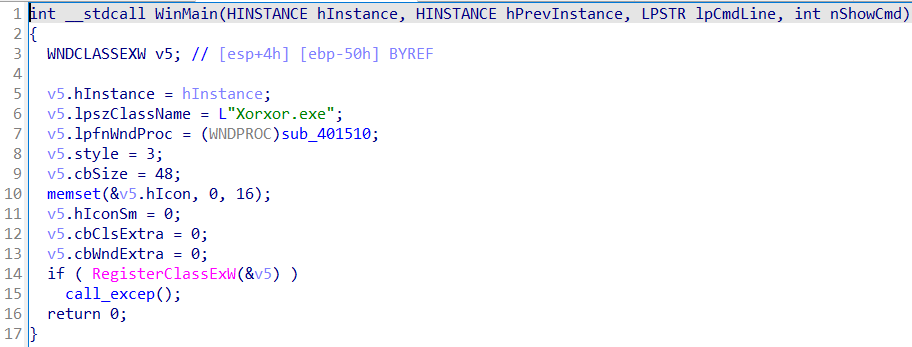 1 int __stdcall WinMain(HINSTANCE hInstance, HINSTANCE hPrevInstance, LPSTR lpCmdLine, int nShowCmd)
2 {
3   WNDCLASSEXW v5; // [esp+4h] [ebp-50h] BYREF
4
5   v5.hInstance = hInstance;
6   v5.lpszClassName = L"Xorxor.exe";
7   v5.lpfnWndProc = (WNDPROC)sub_401510;
8   v5.style = 3;
9   v5.cbSize = 48;
10   memset(&v5.hIcon, 0, 16);
11   v5.hIconSm = 0;
12   v5.cbClsExtra = 0;
13   v5.cbWndExtra = 0;
14   if ( RegisterClassExW(&v5) )
15     call_excep();
16   return 0;
17 }